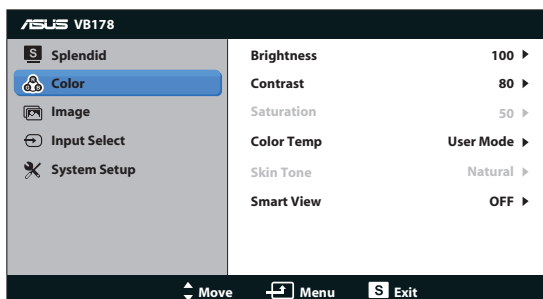 ASUS VB178
S Splendid
Color
Image
Input Select
System Setup
Brightness 100
Contrast 80
Saturation 50
Color Temp User Mode
Skin Tone Natural
Smart View OFF
Move Menu S Exit